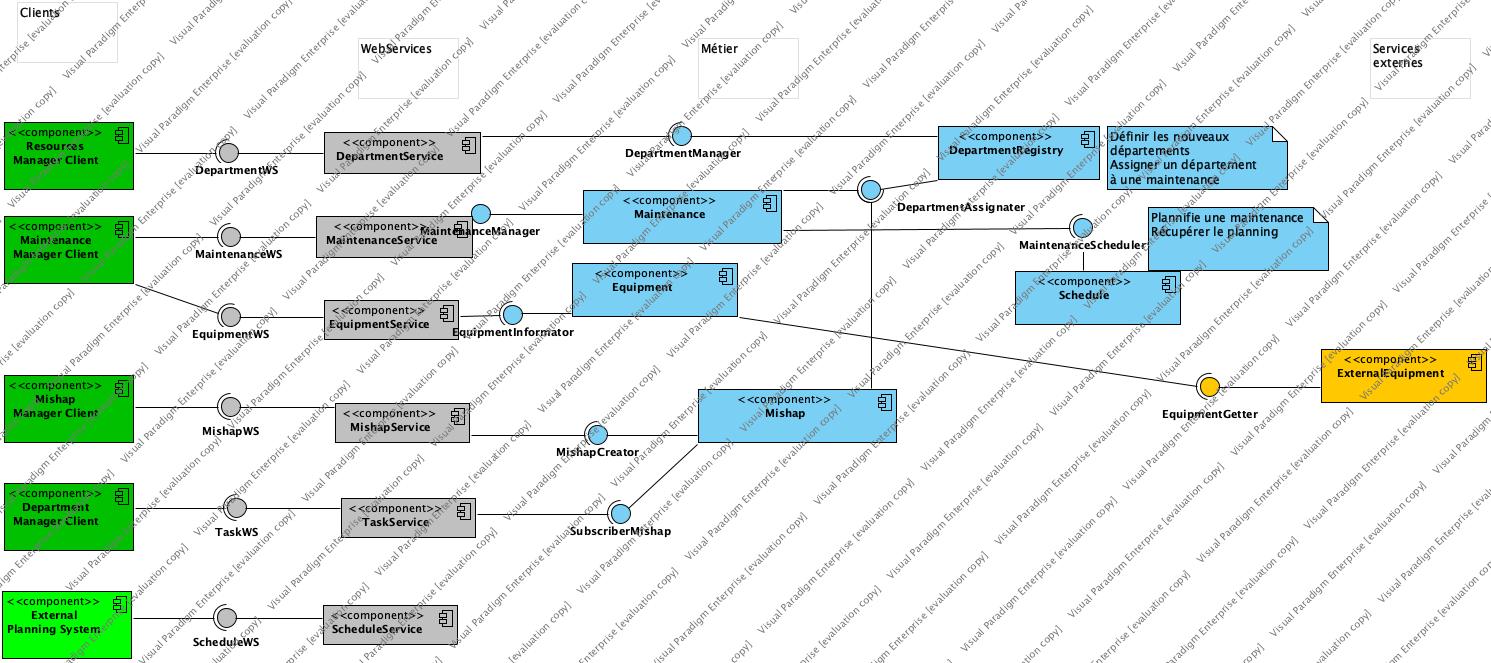 Clients
WebServices
Métier
Services
externes
<<component>>
Resources
Manager Client
DepartmentWS
<<component>>
DepartmentService
DepartmentManager
<<component>>
DepartmentRegistry
Définir les nouveaux
départements
Assigner un département
à une maintenance
<<component>>
Maintenance
Manager Client
MaintenanceWS
<<component>>
MaintenanceService
MaintenanceManager
<<component>>
Maintenance
DepartmentAssignater
MaintenanceScheduler
Plannifie une maintenance
Récupérer le planning
<<component>>
Schedule
EquipmentWS
<<component>>
EquipmentService
EquipmentInformator
<<component>>
Equipment
EquipmentGetter
<<component>>
ExternalEquipment
<<component>>
Mishap
Manager Client
MishapWS
<<component>>
MishapService
MishapCreator
<<component>>
Mishap
<<component>>
Department
Manager Client
TaskWS
<<component>>
TaskService
SubscriberMishap
<<component>>
External
Planning System
ScheduleWS
<<component>>
ScheduleService
Visual Paradigm Enterprise [evaluation copy]